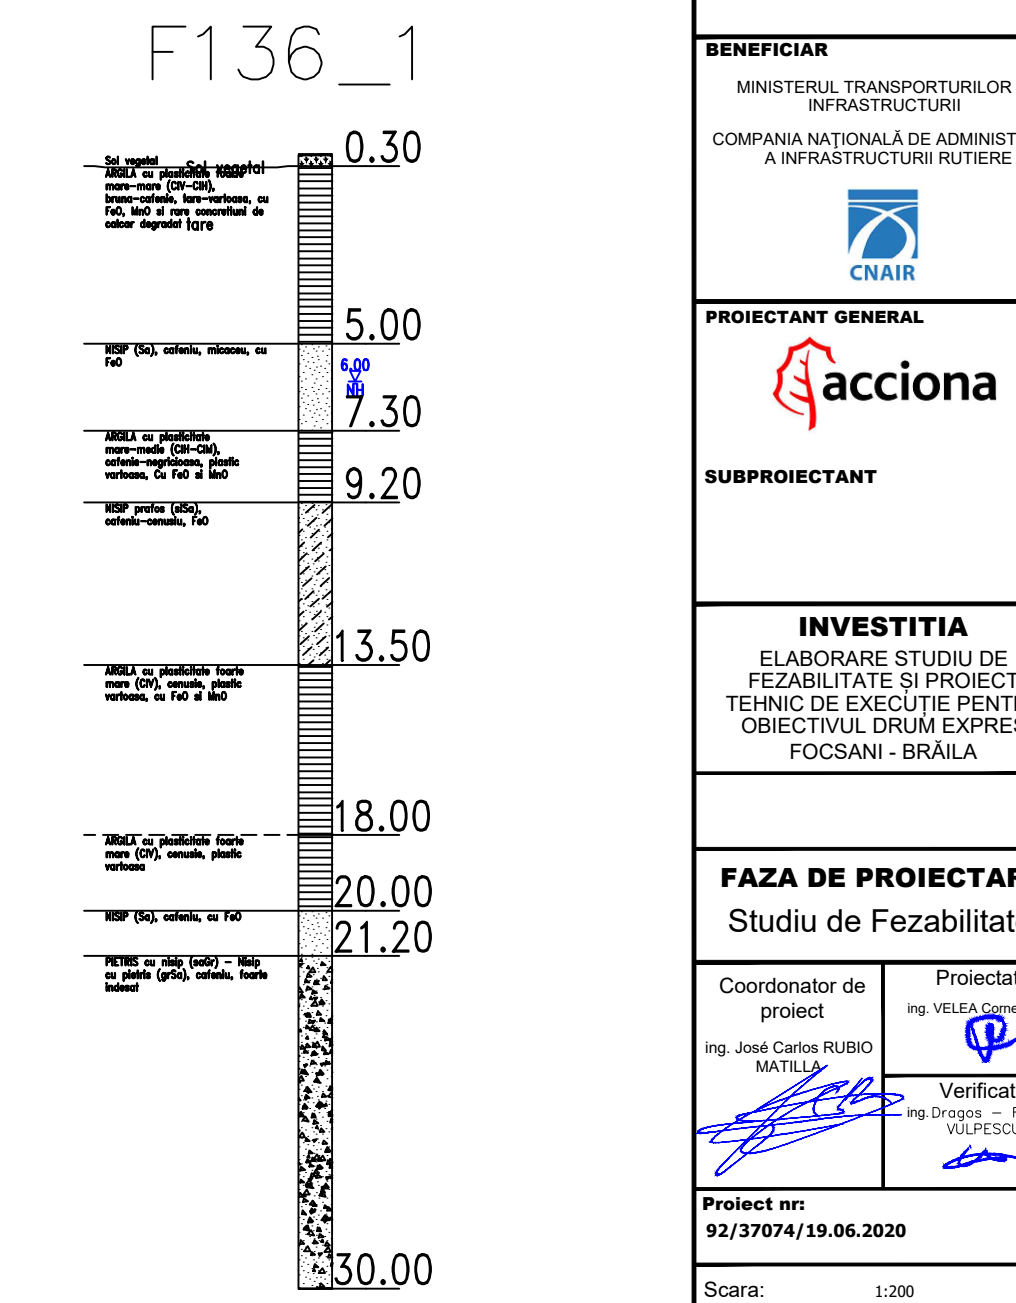 F136_1
0.30
Sol vegetal
Sol vegetal
ARGILA cu plasticitate foarte
mare-mare (CIV-CIH),
bruna-cafenie, tare-vartoasa, cu
FeO, MnO si rare concretiuni de
calcar degradat tare
5.00
NISIP (Sa), cafeniu, micaceu, cu
FeO
6.00
NH
7.30
ARGILA cu plasticitate
mare-medie (CIH-CIM),
cafenie-negricioasa, plastic
vartoasa, Cu FeO si MnO
9.20
NISIP prafos (siSa),
cafeniu-cenusiu, FeO
13.50
ARGILA cu plasticitate foarte
mare (CIV), cenusie, plastic
vartoasa, cu FeO si MnO
18.00
ARGILA cu plasticitate foarte
mare (CIV), cenusie, plastic
vartoasa
20.00
NISIP (Sa), cafeniu, cu FeO
21.20
PIETRIS cu nisip (saGr) - Nisip
cu pietris (grSa), cafeniu, foarte
indesat
30.00
BENEFICIAR
MINISTERUL TRANSPORTURILOR
INFRASTRUCTURII
COMPANIA NAŢIONALĂ DE ADMINIST
A INFRASTRUCTURII RUTIERE
CNAIR
PROIECTANT GENERAL
acciona
SUBPROIECTANT
INVESTITIA
ELABORARE STUDIU DE
FEZABILITATE ȘI PROIECT
TEHNIC DE EXECUȚIE PENT
OBIECTIVUL DRUM EXPRES
FOCSANI - BRĂILA
FAZA DE PROIECTAR
Studiu de Fezabilitat
Coordonator de
proiect
ing. José Carlos RUBIO
MATILLA
Proiectat
ing. VELEA Corne
Verificat
ing. Dragos -
VULPESCU
Proiect nr:
92/37074/19.06.2020
Scara: 1:200